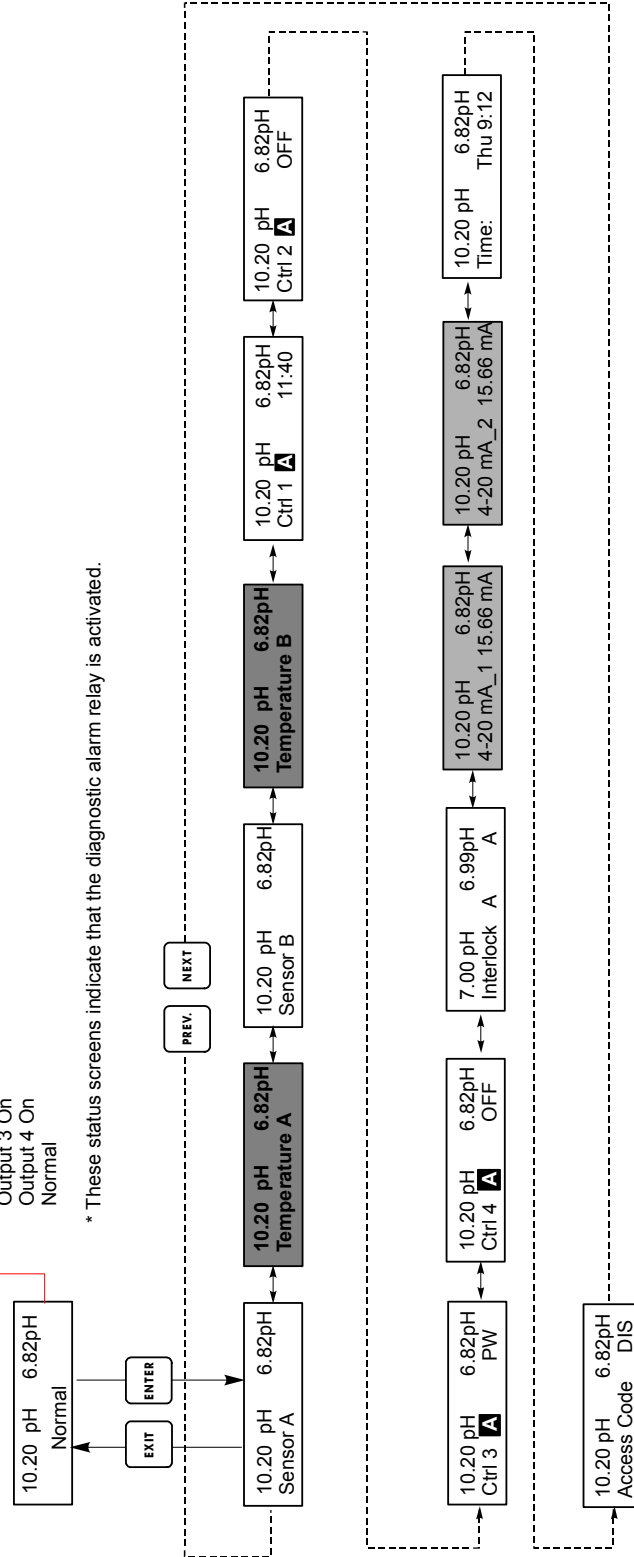 10.20 pH 6.82pH
Normal
Output 3 On
Output 4 On
Normal
* These status screens indicate that the diagnostic alarm relay is activated.
EXIT
ENTER
PREV.
NEXT
10.20 pH 6.82pH
Sensor A
10.20 pH 6.82pH
Temperature A
10.20 pH 6.82pH
Sensor B
10.20 pH 6.82pH
Temperature B
10.20 pH 6.82pH
Ctrl 1 A 11:40
10.20 pH 6.82pH
Ctrl 2 A OFF
10.20 pH 6.82pH
Ctrl 3 A PW
10.20 pH 6.82pH
Ctrl 4 A OFF
7.00 pH 6.99pH
Interlock A A
10.20 pH 6.82pH
4-20 mA_1 15.66 mA
10.20 pH 6.82pH
4-20 mA_2 15.66 mA
10.20 pH 6.82pH
Time: Thu 9:12
10.20 pH 6.82pH
Access Code DIS